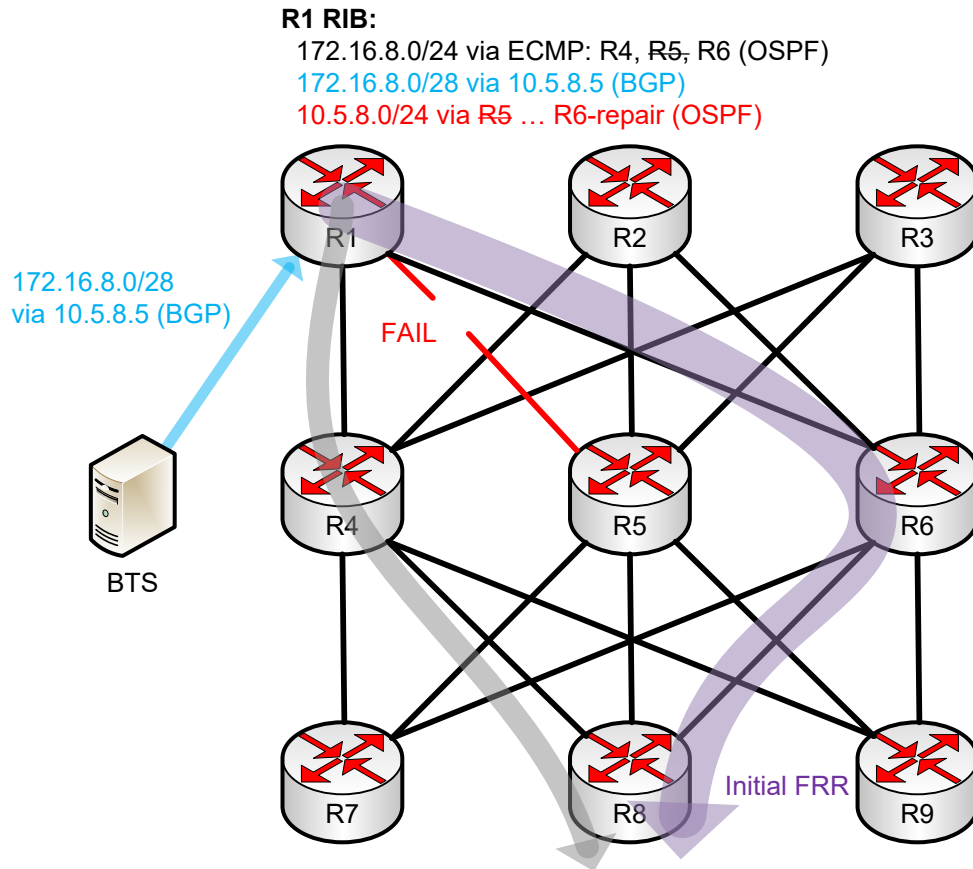 R1 RIB:
172.16.8.0/24 via ECMP: R4, R5, R6 (OSPF)
172.16.8.0/28 via 10.5.8.5 (BGP)
10.5.8.0/24 via R5 … R6-repair (OSPF)
R1
R2
R3
172.16.8.0/28
via 10.5.8.5 (BGP)
FAIL
R4
R5
R6
BTS
Initial FRR
R7
R8
R9